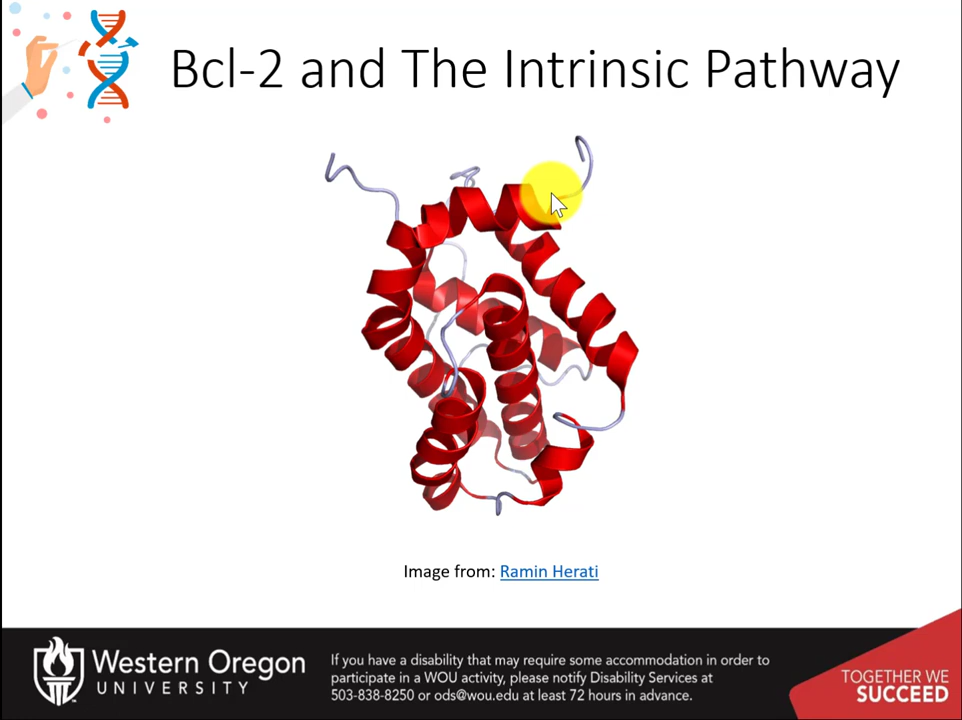 Bcl-2 and The Intrinsic Pathway
Image from: Ramin Herati
Western Oregon
UNIVERSITY
If you have a disability that may require some accommodation in order to
participate in a WOU activity, please notify Disability Services at
503-838-8250 or ods@wou.edu at least 72 hours in advance.
TOGETHER WE
SUCCEED